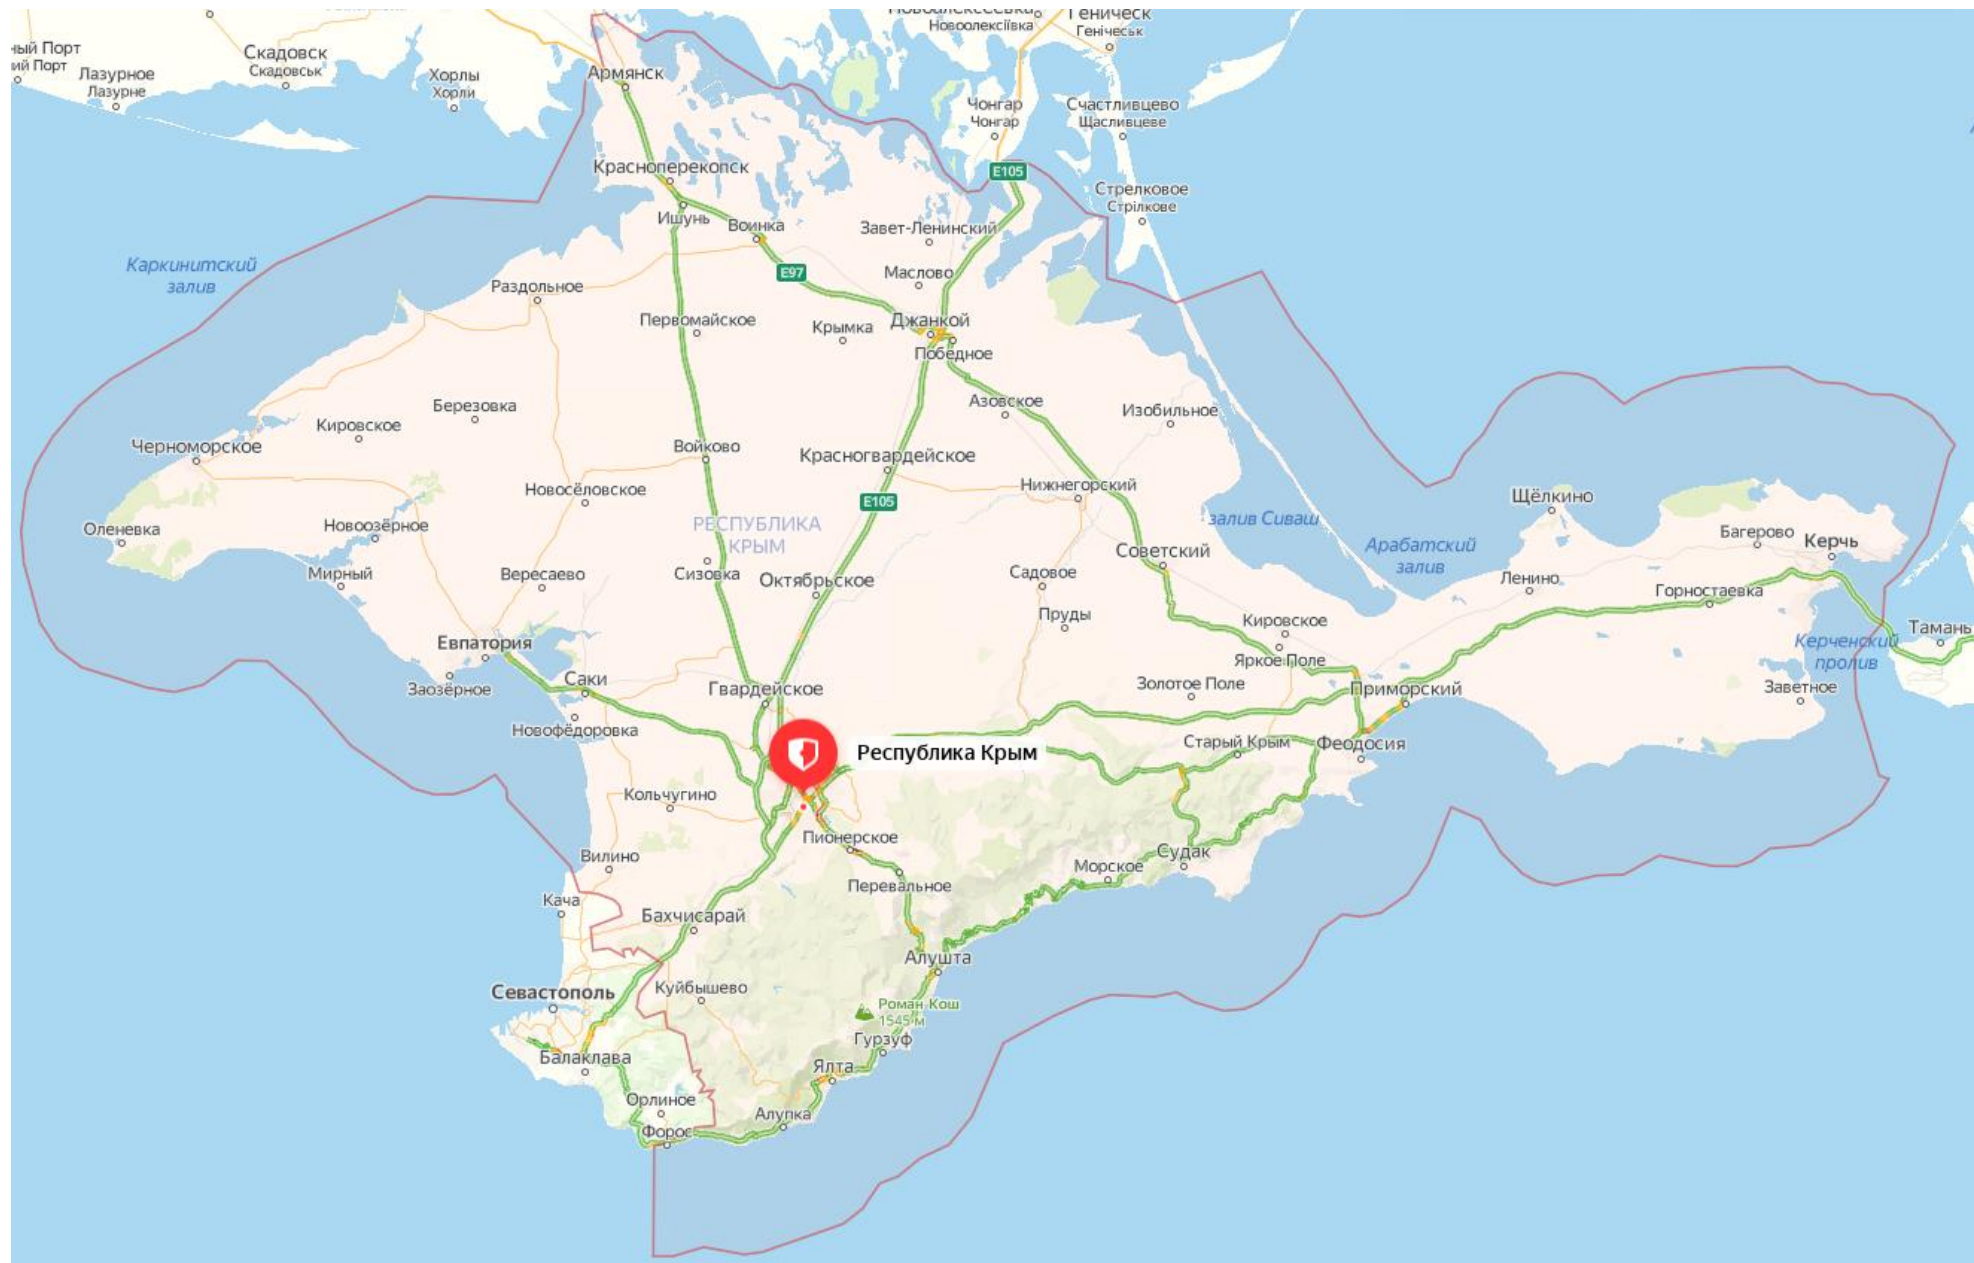 Геническ
Новоолексіївка
Генічеськ
ный Порт
ий Порт
Скадовск
Скадовськ
Лазурное
Лазурне
Хорлы
Хорли
Армянск
Чонгар
Чонгар
Счастливцево
Щасливцеве
Красноперекопск
E105
Стрелковое
Стрілкове
Ишунь
Воинка
Завет-Ленинский
Каркинитский
залив
E97
Маслово
Раздольное
Первомайское
Крымка
Джанкой
Победное
Азовское
Изобильное
Березовка
Кировское
Черноморское
Войково
Красногвардейское
Новосёловское
Нижнегорский
E105
Щёлкино
РЕСПУБЛИКА
КРЫМ
залив Сиваш
Оленевка
Новоозёрное
Багерово
Керчь
Арабатский
залив
Советский
Мирный
Вересаево
Сизовка
Октябрьское
Садовое
Ленино
Горностаевка
Пруды
Кировское
Тамань
Евпатория
Керченский
пролив
Яркое Поле
Заозёрное
Саки
Гвардейское
Золотое Поле
Приморский
Заветное
Новофёдоровка
Старый Крым
Феодосия
Республика Крым
Кольчугино
Пионерское
Вилино
Судак
Морское
Перевальное
Кача
Бахчисарай
Алушта
Севастополь
Куйбышево
Роман Кош
1545 м
Гурзуф
Балаклава
Ялта
Орлиное
Алупка
Форос